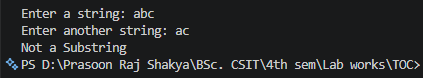 Enter a string: abc
Enter another string: ac
Not a Substring
PS D:\Prasoon Raj Shakya\BSc. CSIT\4th sem\Lab works\TOC>